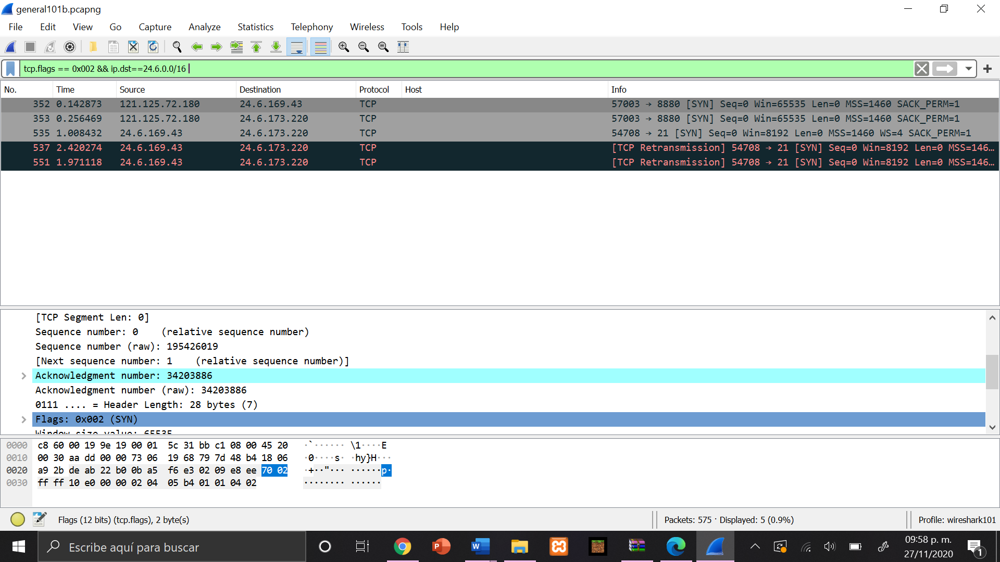 general101b.pcapng
File Edit View Go Capture Analyze Statistics Telephony Wireless Tools Help
tcp.flags == 0x002 && ip.dst==24.6.0.0/16
No. Time Source Destination Protocol Host Info
352 0.142873 121.125.72.180 24.6.169.43 TCP 57003 → 8880 [SYN] Seq=0 Win=65535 Len=0 MSS=1460 SACK_PERM=1
353 0.256469 121.125.72.180 24.6.173.220 TCP 57003 → 8880 [SYN] Seq=0 Win=65535 Len=0 MSS=1460 SACK_PERM=1
535 1.008432 24.6.169.43 24.6.173.220 TCP 54708 → 21 [SYN] Seq=0 Win=8192 Len=0 MSS=1460 WS=4 SACK_PERM=1
537 2.420274 24.6.169.43 24.6.173.220 TCP [TCP Retransmission] 54708 → 21 [SYN] Seq=0 Win=8192 Len=0 MSS=146…
551 1.971118 24.6.169.43 24.6.173.220 TCP [TCP Retransmission] 54708 → 21 [SYN] Seq=0 Win=8192 Len=0 MSS=146…
[TCP Segment Len: 0]
Sequence number: 0 (relative sequence number)
Sequence number (raw): 195426019
[Next sequence number: 1 (relative sequence number)]
Acknowledgment number: 34203886
Acknowledgment number (raw): 34203886
0111 .... = Header Length: 28 bytes (7)
Flags: 0x002 (SYN)
Window size value: 65535
0000 c8 60 00 19 9e 19 00 01 5c 31 bb c1 08 00 45 20 ·`······ \1····E
0010 00 30 aa dd 00 00 73 06 19 68 79 7d 48 b4 18 06 ·0····s· ·hy}H···
0020 a9 2b de ab 22 b0 0b a5 f6 e3 02 09 e8 ee 70 02 ·+··"··· ······p·
0030 ff ff 10 e0 00 00 02 04 05 b4 01 01 04 02 ········ ······
Flags (12 bits) (tcp.flags), 2 byte(s)
Packets: 575 · Displayed: 5 (0.9%)
Profile: wireshark101
Escribe aquí para buscar
09:58 p. m.
27/11/2020
1